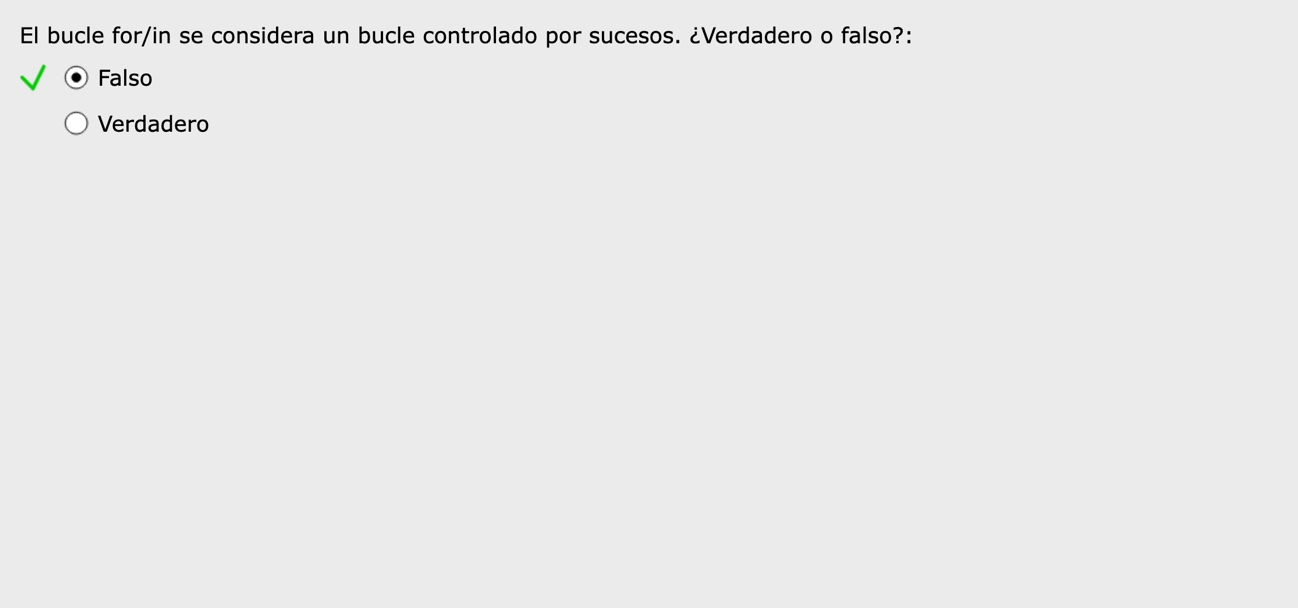 El bucle for/in se considera un bucle controlado por sucesos. ¿Verdadero o falso?:
Falso
Verdadero